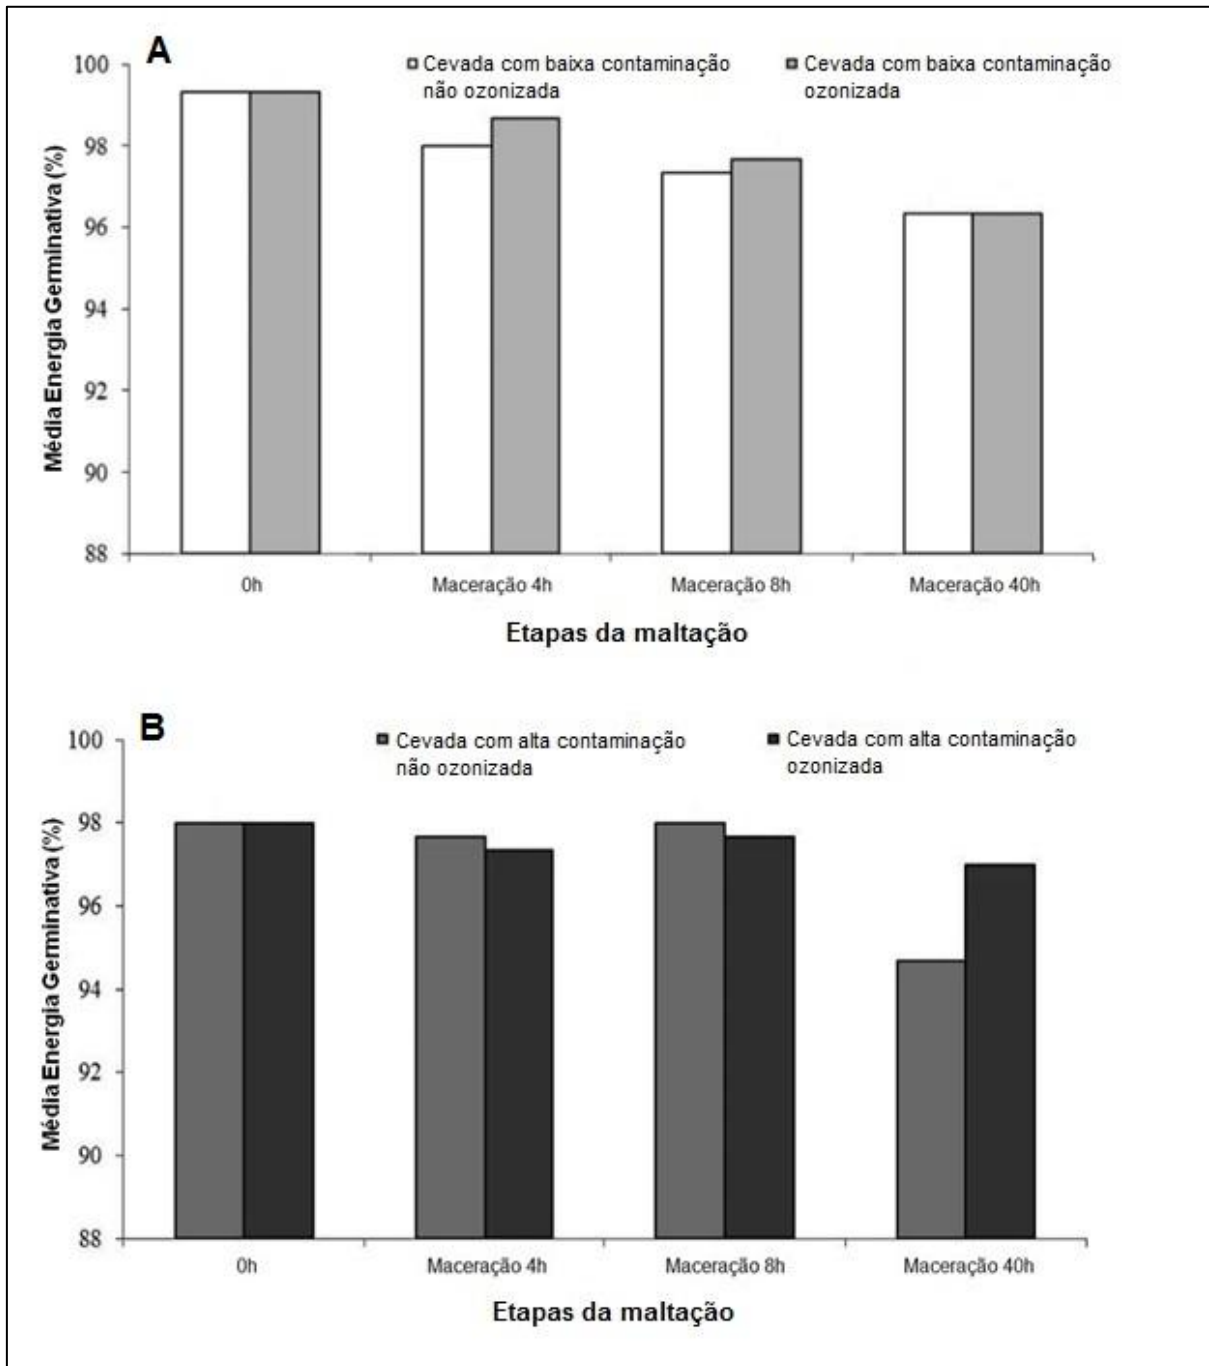 A
Cevada com baixa contaminação
não ozonizada
Cevada com baixa contaminação
ozonizada
Média Energia Germinativa (%)
100
98
96
94
92
90
88
0h
Maceração 4h
Maceração 8h
Maceração 40h
Etapas da maltação
B
Cevada com alta contaminação
não ozonizada
Cevada com alta contaminação
ozonizada
Média Energia Germinativa (%)
100
98
96
94
92
90
88
0h
Maceração 4h
Maceração 8h
Maceração 40h
Etapas da maltação